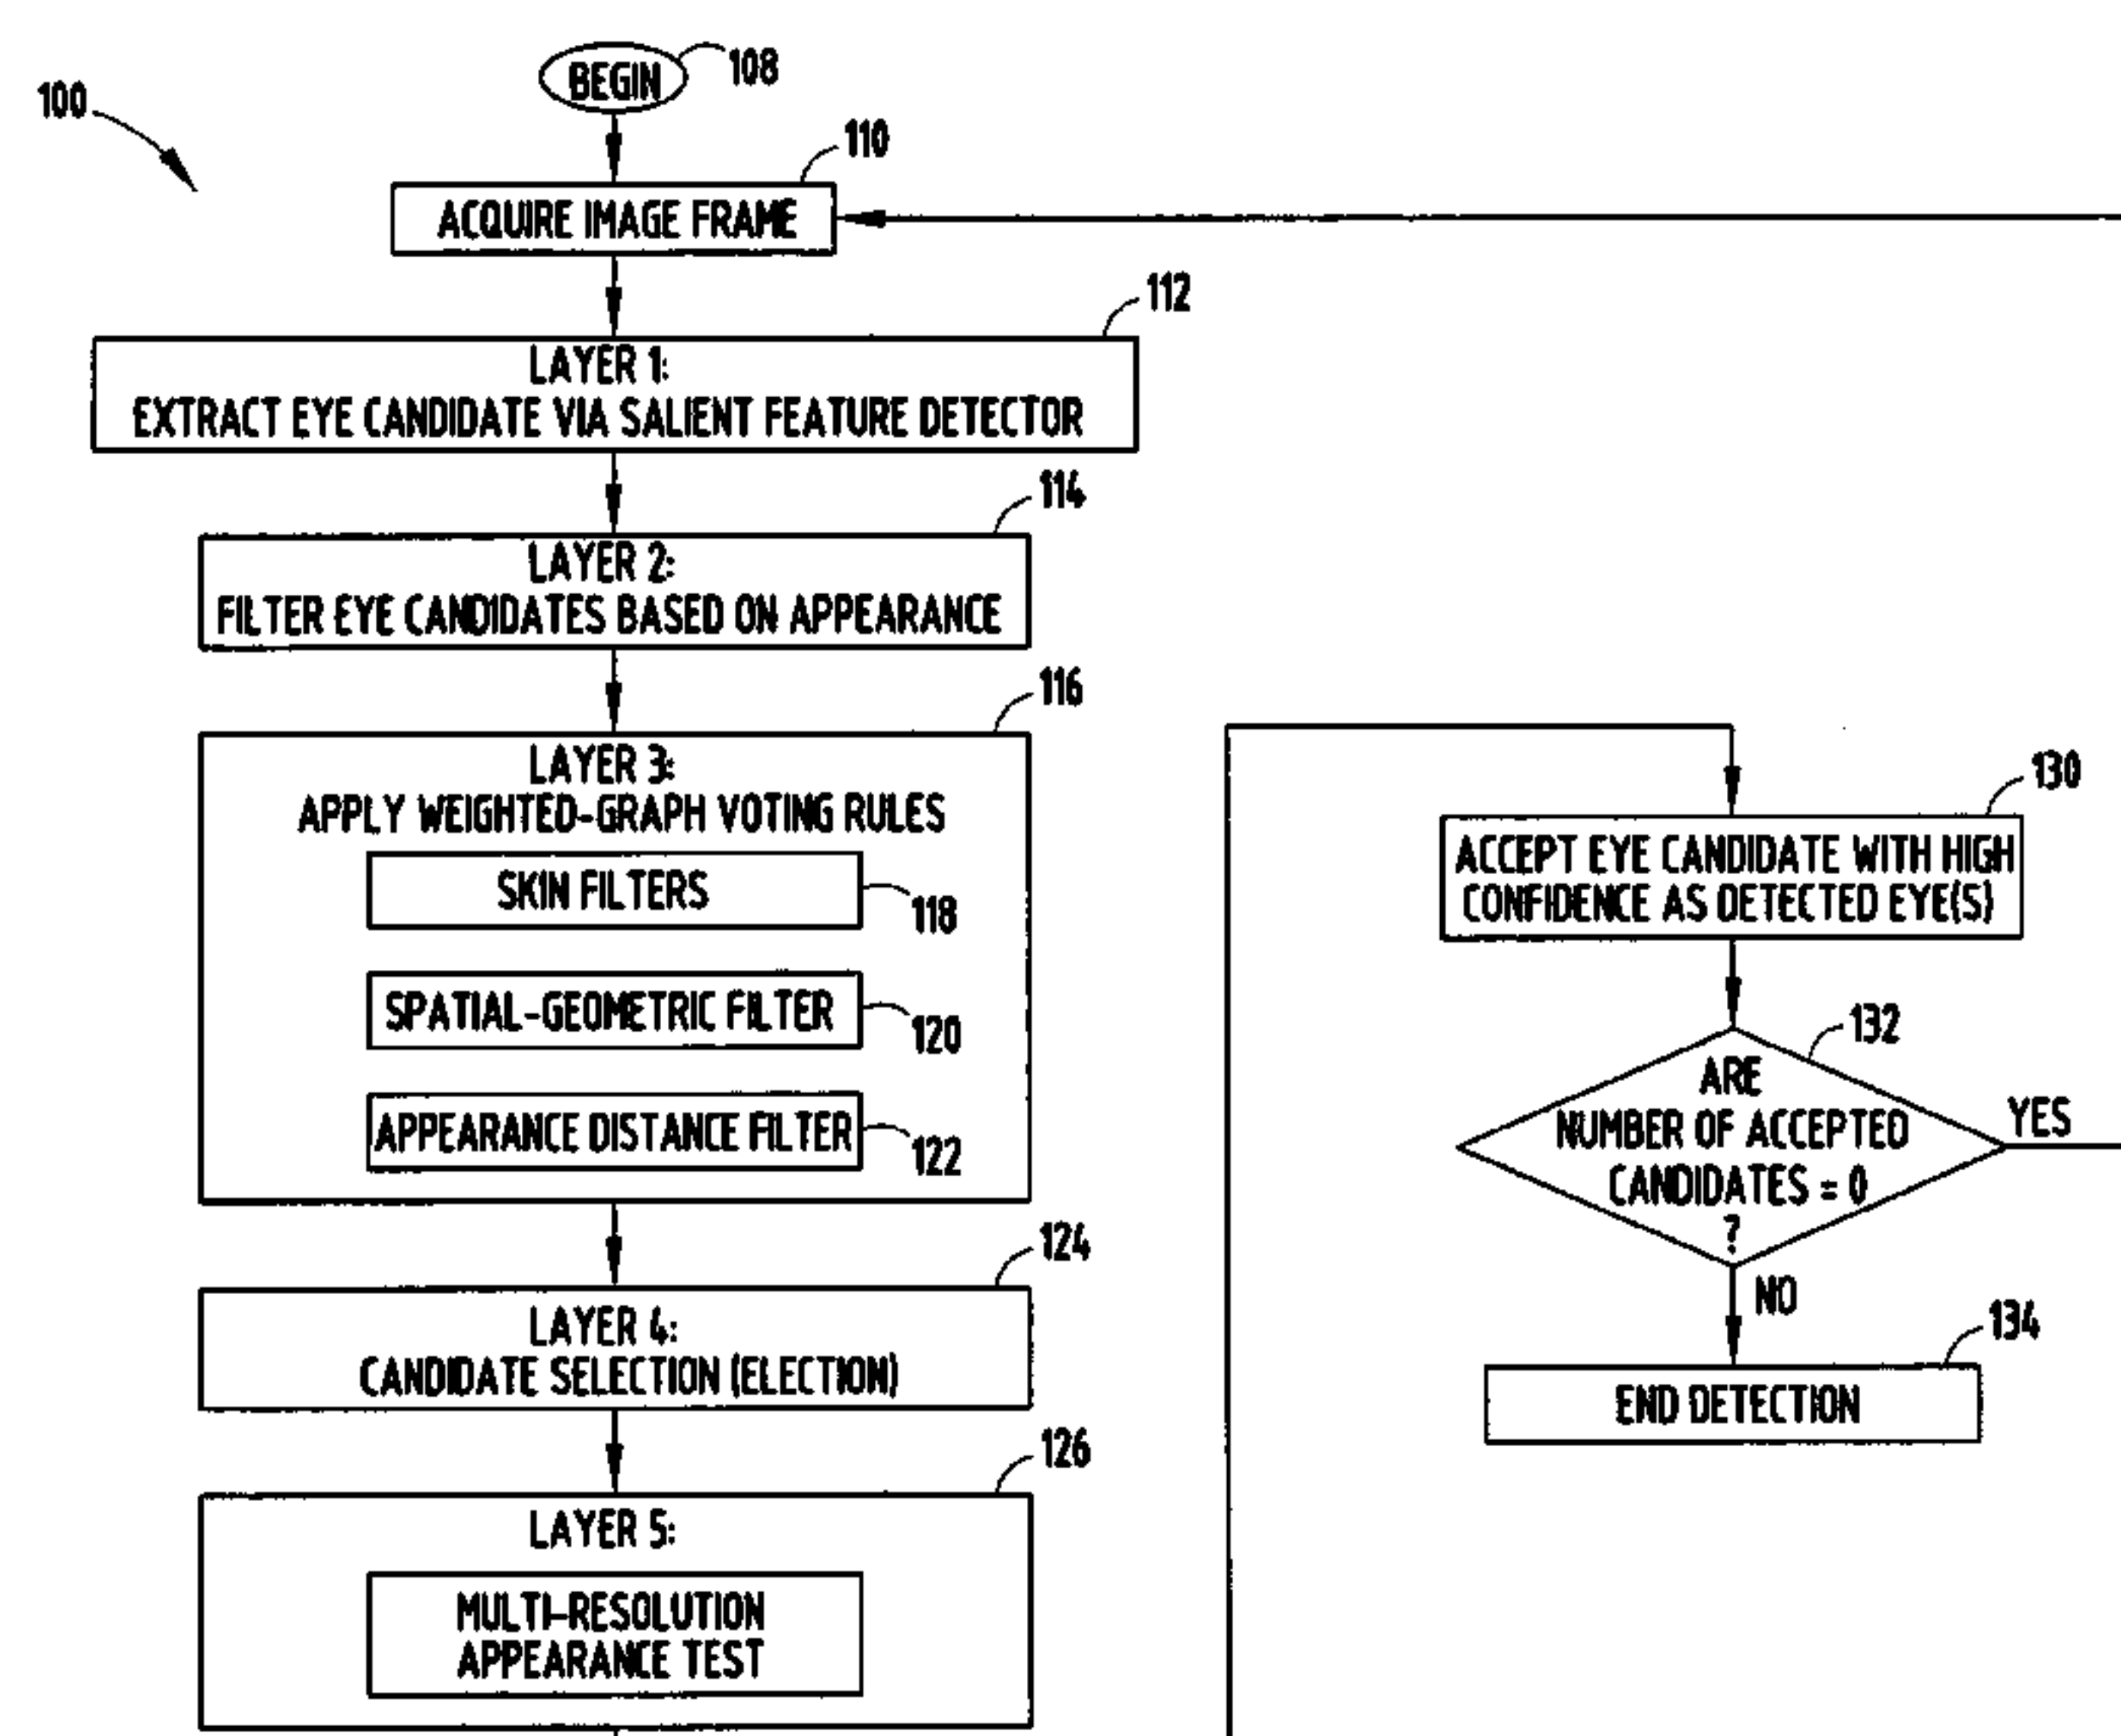 100
BEGIN
108
ACQUIRE IMAGE FRAME
110
LAYER 1:
EXTRACT EYE CANDIDATE VIA SALIENT FEATURE DETECTOR
112
LAYER 2:
FILTER EYE CANDIDATES BASED ON APPEARANCE
114
LAYER 3:
APPLY WEIGHTED-GRAPH VOTING RULES
116
SKIN FILTERS
118
SPATIAL-GEOMETRIC FILTER
120
APPEARANCE DISTANCE FILTER
122
LAYER 4:
CANDIDATE SELECTION (ELECTION)
124
LAYER 5:
126
MULTI-RESOLUTION
APPEARANCE TEST
ACCEPT EYE CANDIDATE WITH HIGH
CONFIDENCE AS DETECTED EYE(S)
130
ARE
NUMBER OF ACCEPTED
CANDIDATES = 0
?
132
YES
NO
END DETECTION
134